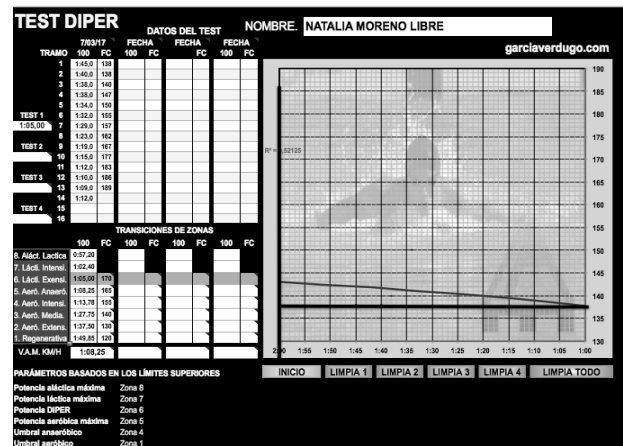 TEST DIPER
DATOS DEL TEST
NOMBRE. NATALIA MORENO LIBRE
garciaverdugo.com
7/03/17 FECHA FECHA FECHA
TRAMO 100 FC 100 FC FC 100 FC
1 1:45,0 138
2 1:40,0 138
3 1:38,0 140
4 1:38,0 147
5 1:34,0 150
TEST 1 6 1:32,0 155
1:05,00 7 1:29,0 157
8 1:23,0 162
TEST 2 9 1:19,0 167
10 1:15,0 177
11 1:12,0 183
TEST 3 12 1:10,0 186
13 1:09,0 189
14 1:12,0
TEST 4 15
16
190
185
180
175
170
165
160
155
150
145
140
135
130
2:00 1:55 1:50 1:45 1:40 1:35 1:30 1:25 1:20 1:15 1:10 1:05 1:00
TRANSICIONES DE ZONAS
100 FC 100 FC 100 FC 100 FC
8. Aláct. Lactica 0:57,20
7. Lácti. Intensi. 1:02,40
6. Lácti. Exensi. 1:05,00 170
5. Aeró. Anaeró. 1:08,25 165
4. Aeró. Intensi. 1:13,78 155
3. Aeró. Media. 1:27,75 140
2. Aeró. Extens. 1:37,50 130
1. Regenerativa 1:49,85 120
V.A.M. KM/H 1:08,25
INICIO LIMPIA 1 LIMPIA 2 LIMPIA 3 LIMPIA 4 LIMPIA TODO
PARÁMETROS BASADOS EN LOS LÍMITES SUPERIORES
Potencia aláctica máxima Zona 8
Potencia láctica máxima Zona 7
Potencia DIPER Zona 6
Potencia aeróbica máxima Zona 5
Umbral anaeróbico Zona 4
Umbral aeróbico Zona 1